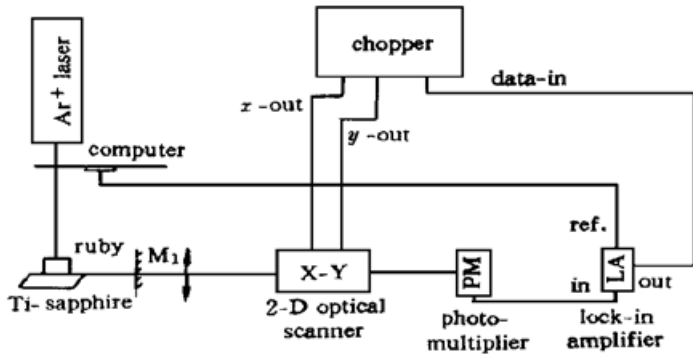 Ar+ laser
chopper
x-out
y-out
data-in
computer
ruby
M1
Ti-sapphire
X-Y
2-D optical
scanner
PM
photo-
multiplier
ref.
in
LA
out
lock-in
amplifier